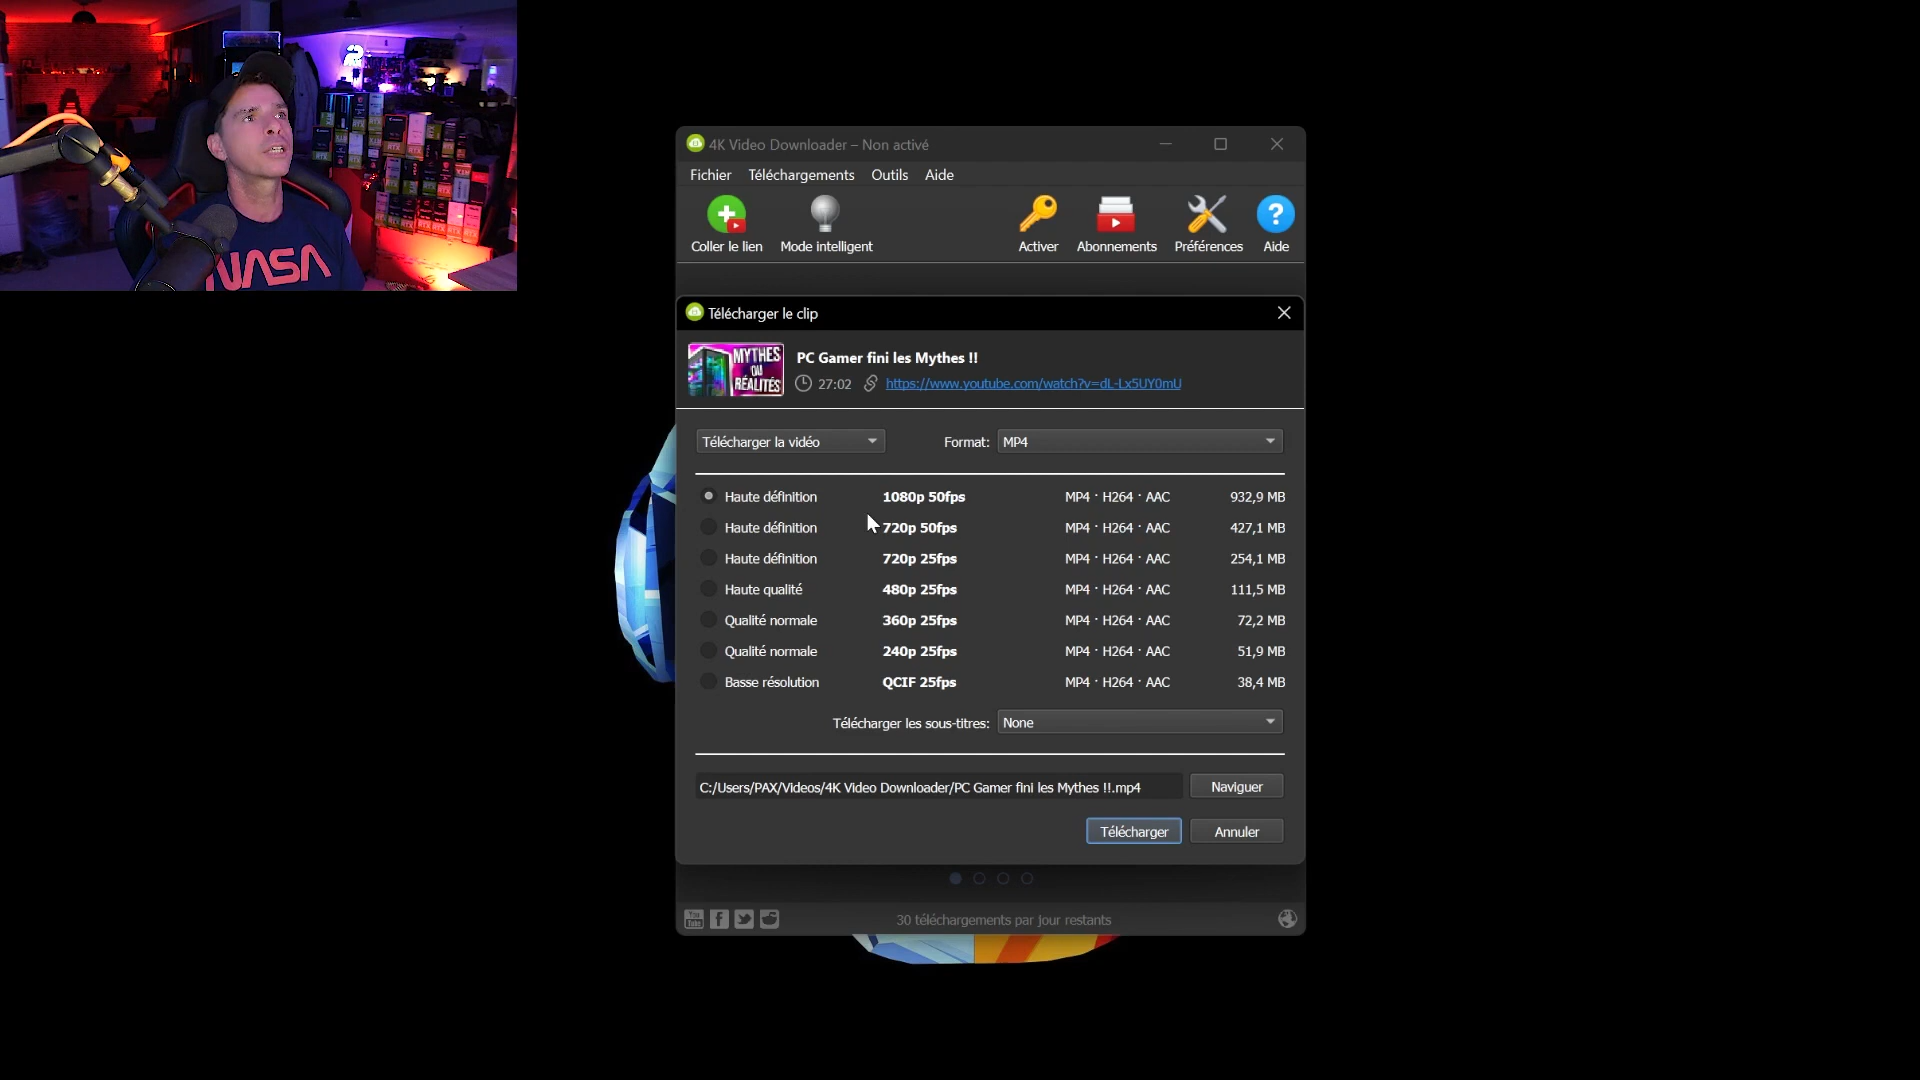 NASA
4K Video Downloader – Non activé
Fichier Téléchargements Outils Aide
Coller le lien Mode intelligent Activer Abonnements Préférences Aide
Télécharger le clip
MYTHES
OU
RÉALITÉS
PC Gamer fini les Mythes !!
27:02 https://www.youtube.com/watch?v=dL-Lx5UY0mU
Télécharger la vidéo Format: MP4
Haute définition 1080p 50fps MP4 · H264 · AAC 932,9 MB
Haute définition 720p 50fps MP4 · H264 · AAC 427,1 MB
Haute définition 720p 25fps MP4 · H264 · AAC 254,1 MB
Haute qualité 480p 25fps MP4 · H264 · AAC 111,5 MB
Qualité normale 360p 25fps MP4 · H264 · AAC 72,2 MB
Qualité normale 240p 25fps MP4 · H264 · AAC 51,9 MB
Basse résolution QCIF 25fps MP4 · H264 · AAC 38,4 MB
Télécharger les sous-titres: None
C:/Users/PAX/Videos/4K Video Downloader/PC Gamer fini les Mythes !!.mp4 Naviguer
Télécharger Annuler
You Tube 30 téléchargements par jour restants